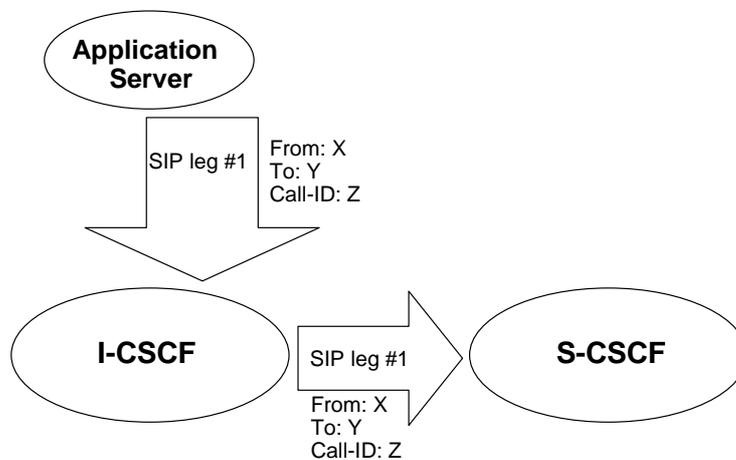 Application
Server
SIP leg #1
From: X
To: Y
Call-ID: Z
I-CSCF
SIP leg #1
S-CSCF
From: X
To: Y
Call-ID: Z